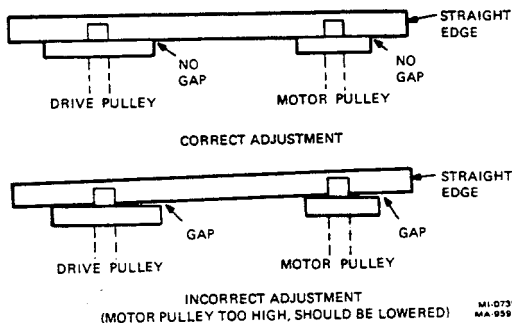 STRAIGHT
EDGE
NO
GAP
NO
GAP
DRIVE PULLEY
MOTOR PULLEY
CORRECT ADJUSTMENT
STRAIGHT
EDGE
GAP
GAP
DRIVE PULLEY
MOTOR PULLEY
INCORRECT ADJUSTMENT
(MOTOR PULLEY TOO HIGH, SHOULD BE LOWERED)